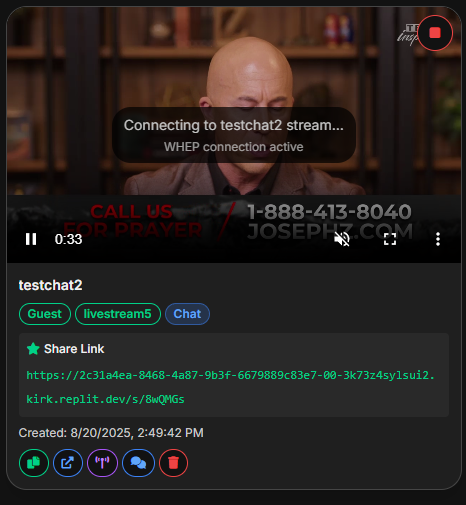 Connecting to testchat2 stream...
WHEP connection active
CALL US
FOR PRAYER
1-888-413-8040
JOSEPHZ.COM
0:33
testchat2
Guest
livestream5
Chat
Share Link
https://2c31a4ea-8468-4a87-9b3f-6679889c83e7-00-3k73z4sylsui2.
kirk.replit.dev/s/8wQMGs
Created: 8/20/2025, 2:49:42 PM